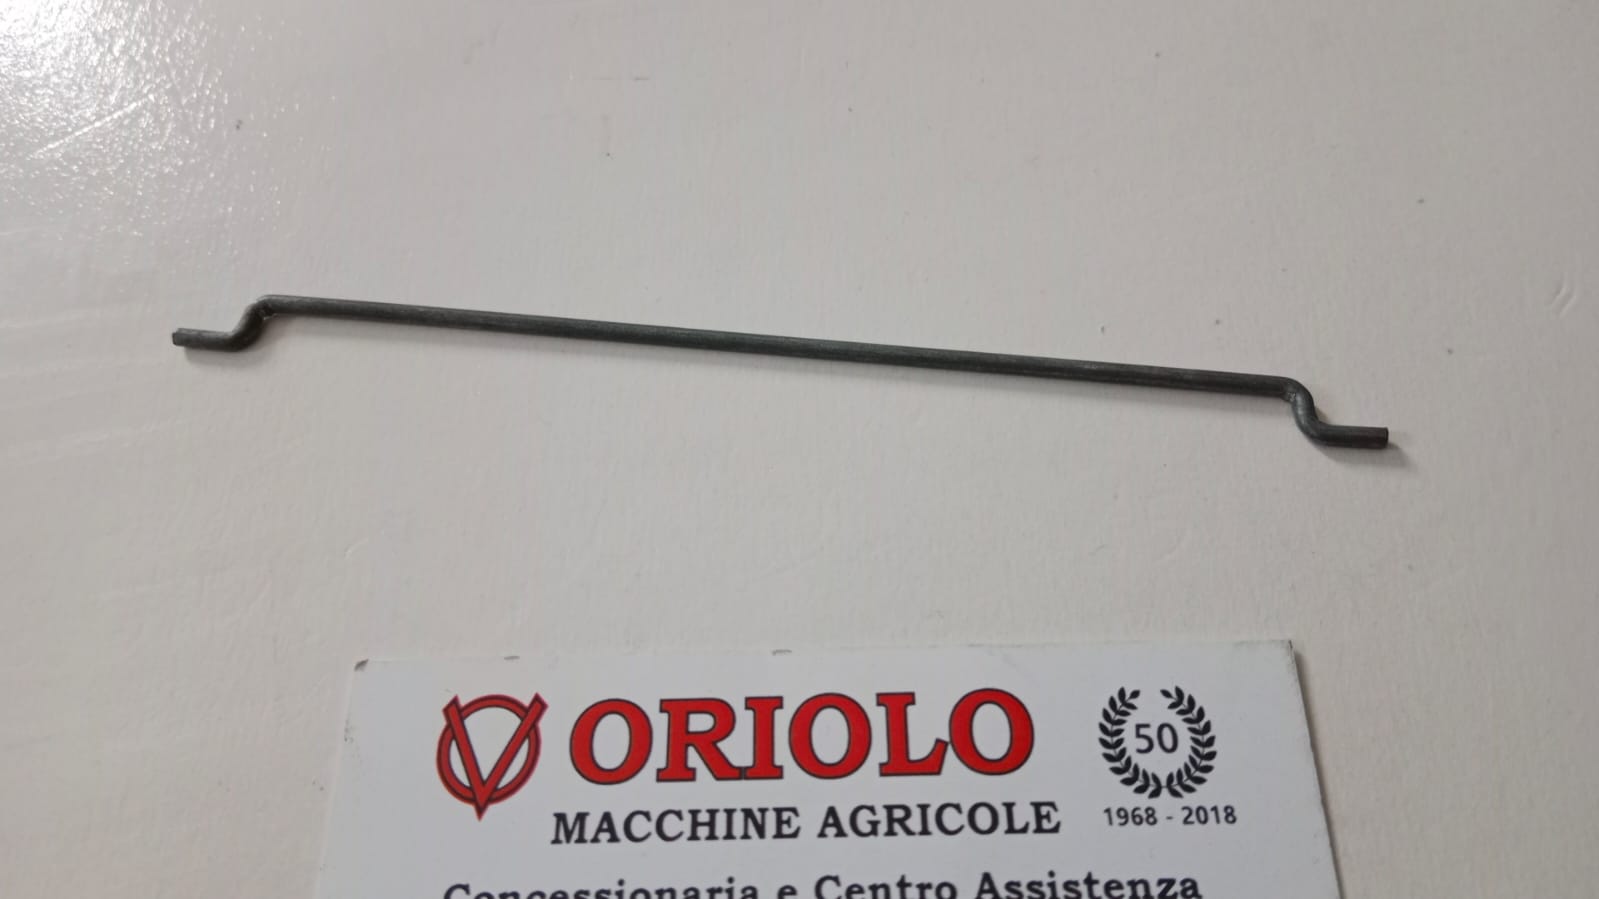 ORIOLO
50
MACCHINE AGRICOLE
1968 - 2018
Concessionaria e Centro Assistenza